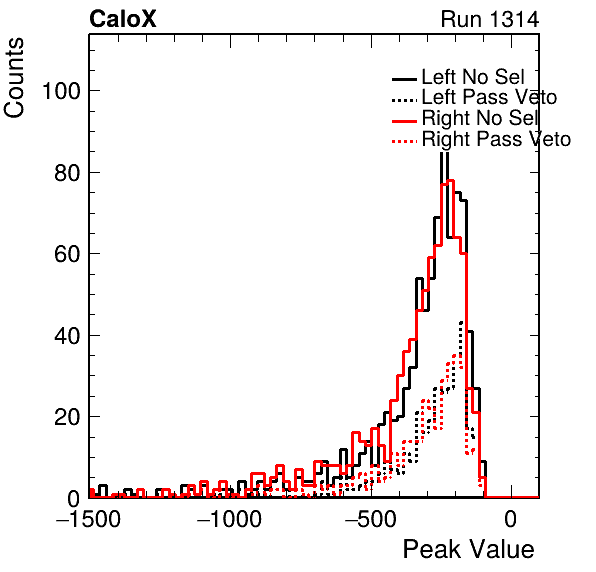 CaloX Run 1314
Counts
Left No Sel
Left Pass Veto
Right No Sel
Right Pass Veto
100
80
60
40
20
0
−1500 −1000 −500 0
Peak Value